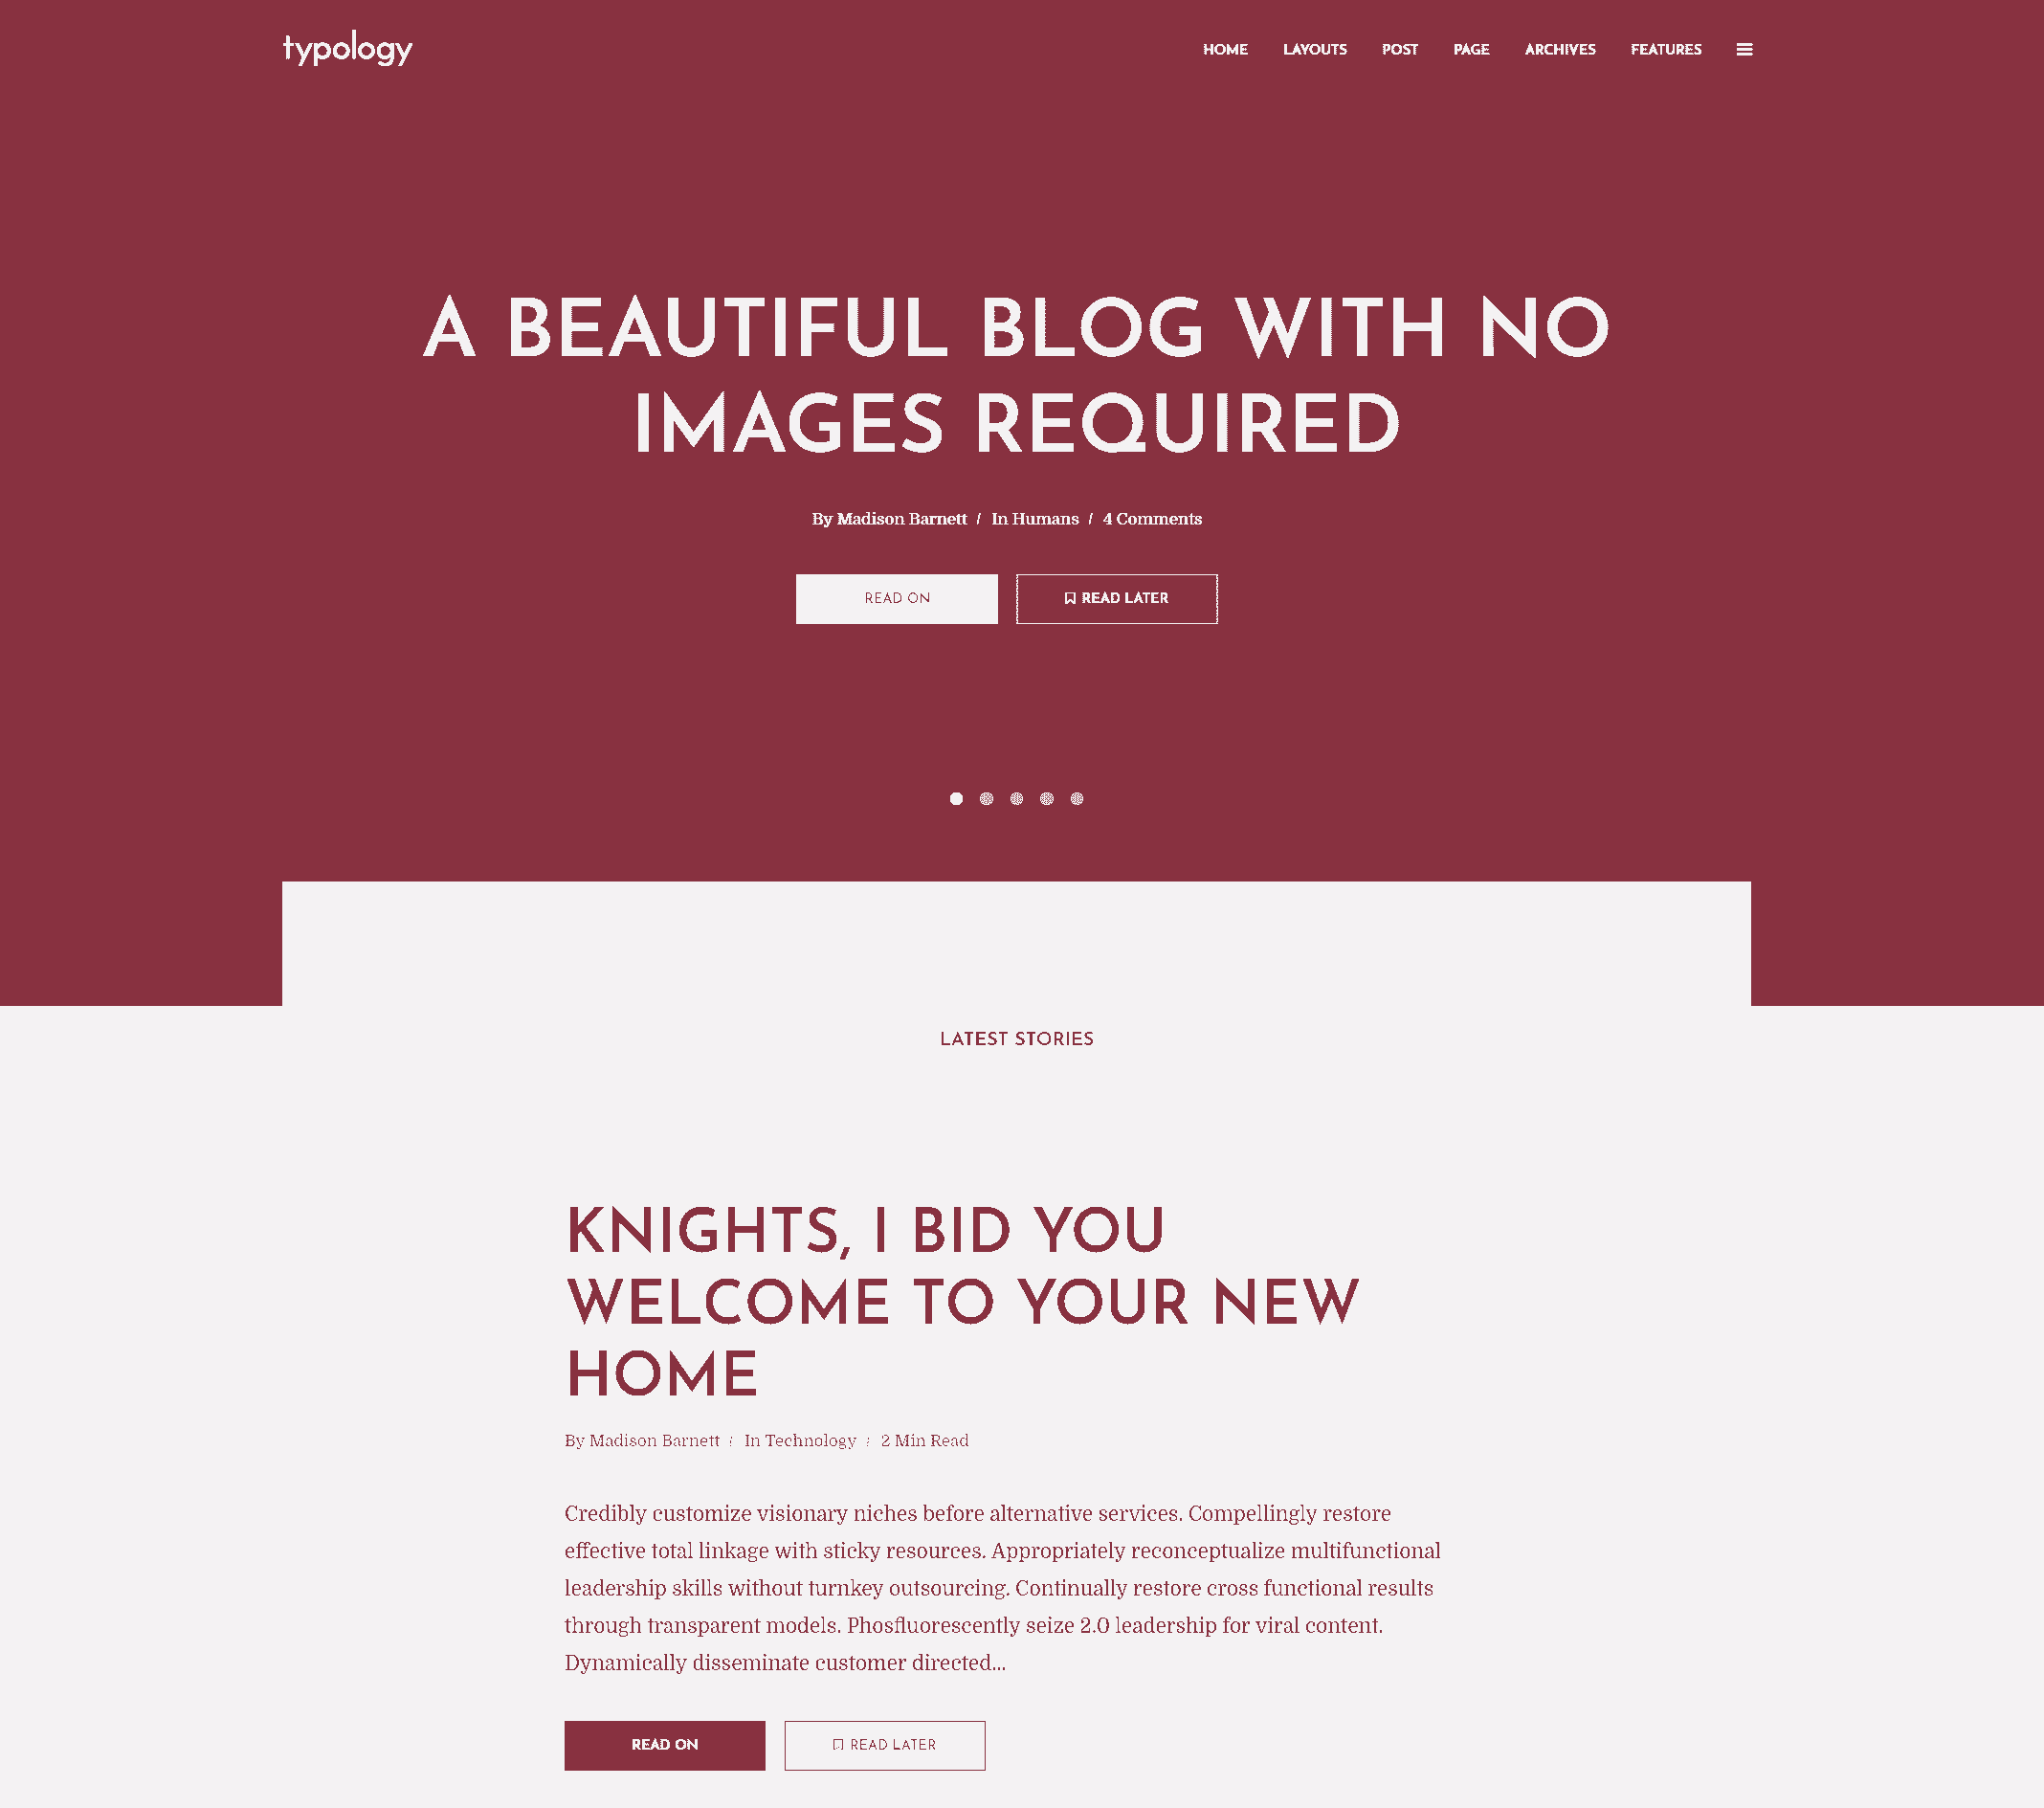 typology
HOME LAYOUTS POST PAGE ARCHIVES FEATURES
A BEAUTIFUL BLOG WITH NO
IMAGES REQUIRED
By Madison Barnett / In Humans / 4 Comments
READ ON READ LATER
LATEST STORIES
KNIGHTS, I BID YOU
WELCOME TO YOUR NEW
HOME
By Madison Barnett / In Technology / 2 Min Read
Credibly customize visionary niches before alternative services. Compellingly restore
effective total linkage with sticky resources. Appropriately reconceptualize multifunctional
leadership skills without turnkey outsourcing. Continually restore cross functional results
through transparent models. Phosfluorescently seize 2.0 leadership for viral content.
Dynamically disseminate customer directed...
READ ON READ LATER